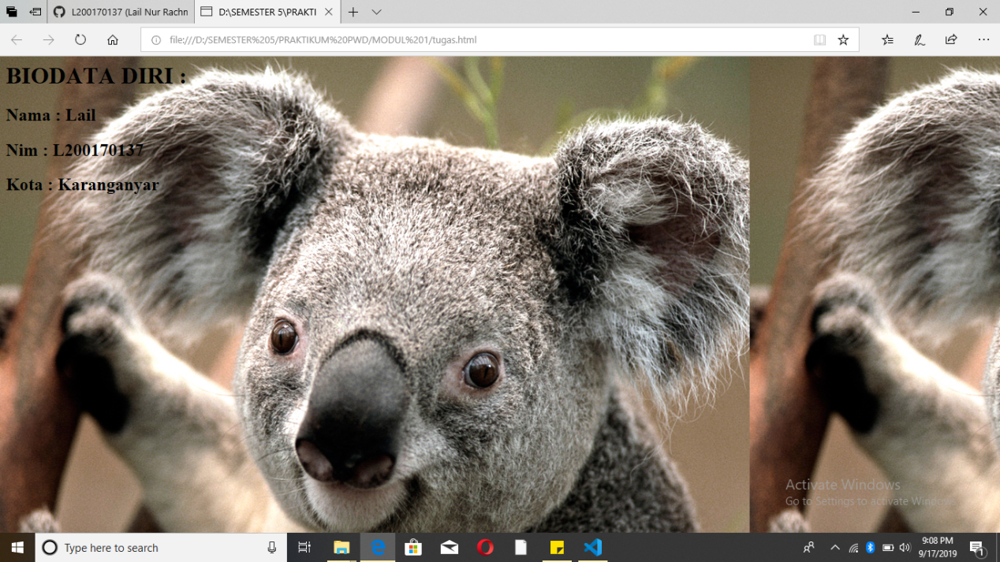 L200170137 (Lail Nur Rachn
D:\SEMESTER 5\PRAKTI
file:///D:/SEMESTER%205/PRAKTIKUM%20PWD/MODUL%201/tugas.html
BIODATA DIRI :
Nama : Lail
Nim : L200170137
Kota : Karanganyar
Activate Windows
Go to Settings to activate Windows.
Type here to search
9:08 PM
9/17/2019
1